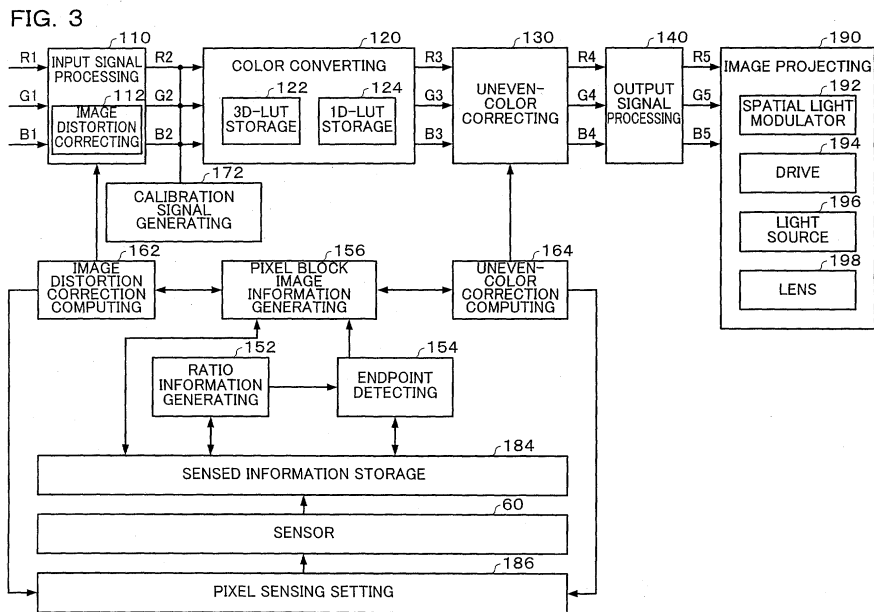 FIG. 3
110
120
130
140
190
R1
INPUT SIGNAL
PROCESSING
R2
COLOR CONVERTING
R3
R4
R5
IMAGE PROJECTING
G1
112
IMAGE
DISTORTION
CORRECTING
G2
122
3D-LUT
STORAGE
124
1D-LUT
STORAGE
G3
UNEVEN-
COLOR
CORRECTING
G4
OUTPUT
SIGNAL
PROCESSING
G5
192
SPATIAL LIGHT
MODULATOR
B1
B2
B3
B4
B5
194
DRIVE
172
CALIBRATION
SIGNAL
GENERATING
196
LIGHT
SOURCE
162
IMAGE
DISTORTION
CORRECTION
COMPUTING
156
PIXEL BLOCK
IMAGE
INFORMATION
GENERATING
164
UNEVEN-
COLOR
CORRECTION
COMPUTING
198
LENS
152
RATIO
INFORMATION
GENERATING
154
ENDPOINT
DETECTING
184
SENSED INFORMATION STORAGE
60
SENSOR
186
PIXEL SENSING SETTING